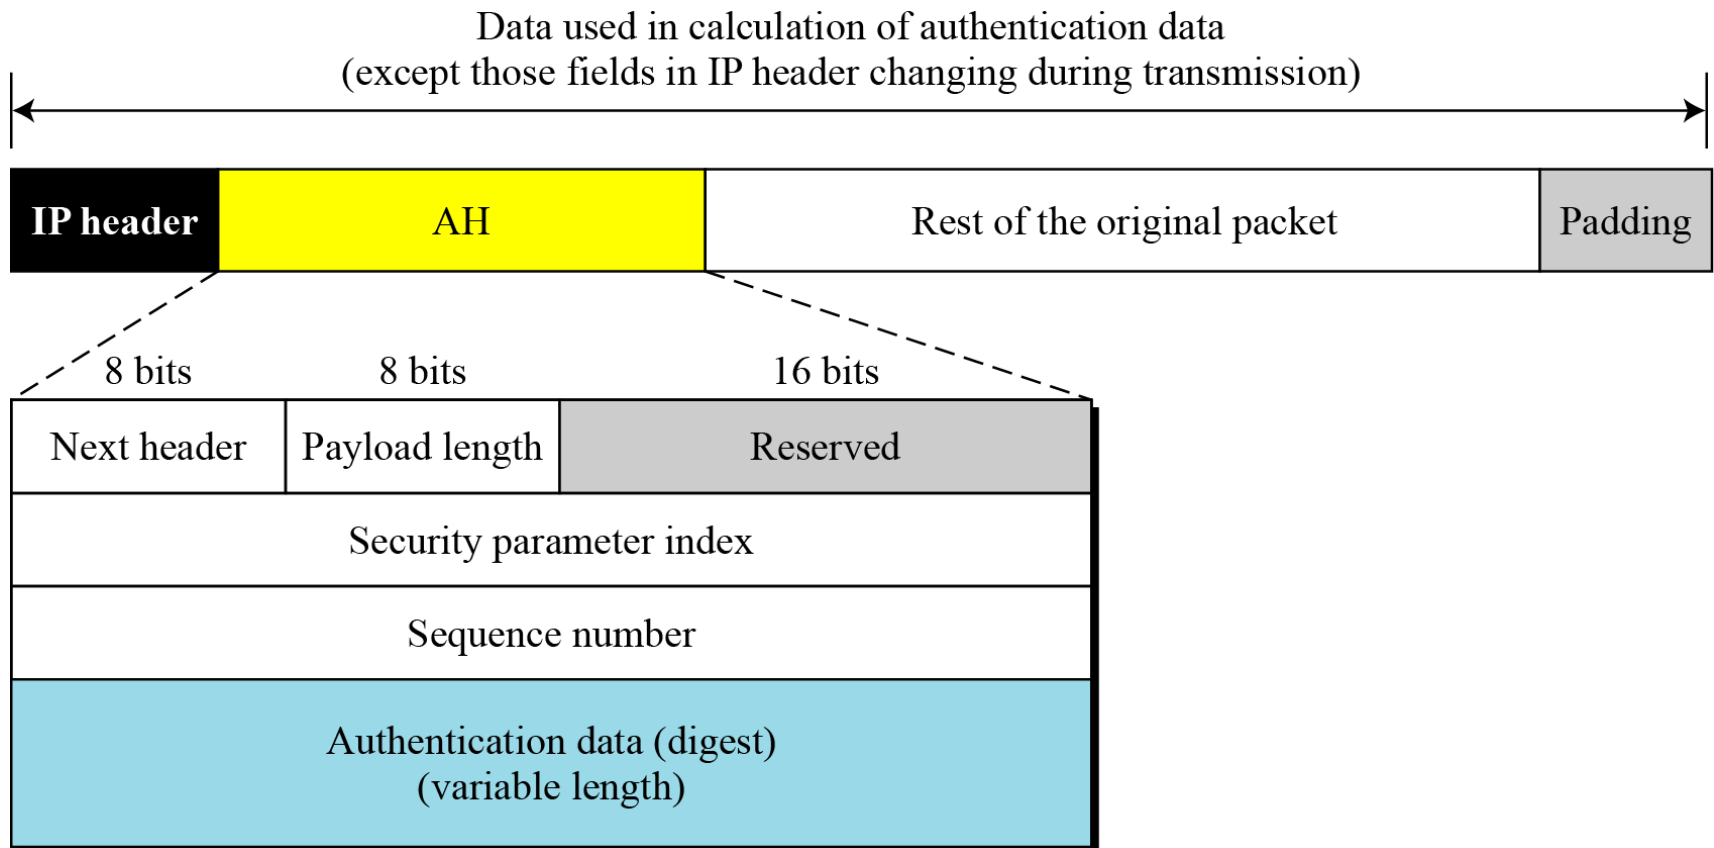 Data used in calculation of authentication data
(except those fields in IP header changing during transmission)
IP header
AH
Rest of the original packet
Padding
8 bits
8 bits
16 bits
Next header
Payload length
Reserved
Security parameter index
Sequence number
Authentication data (digest)
(variable length)